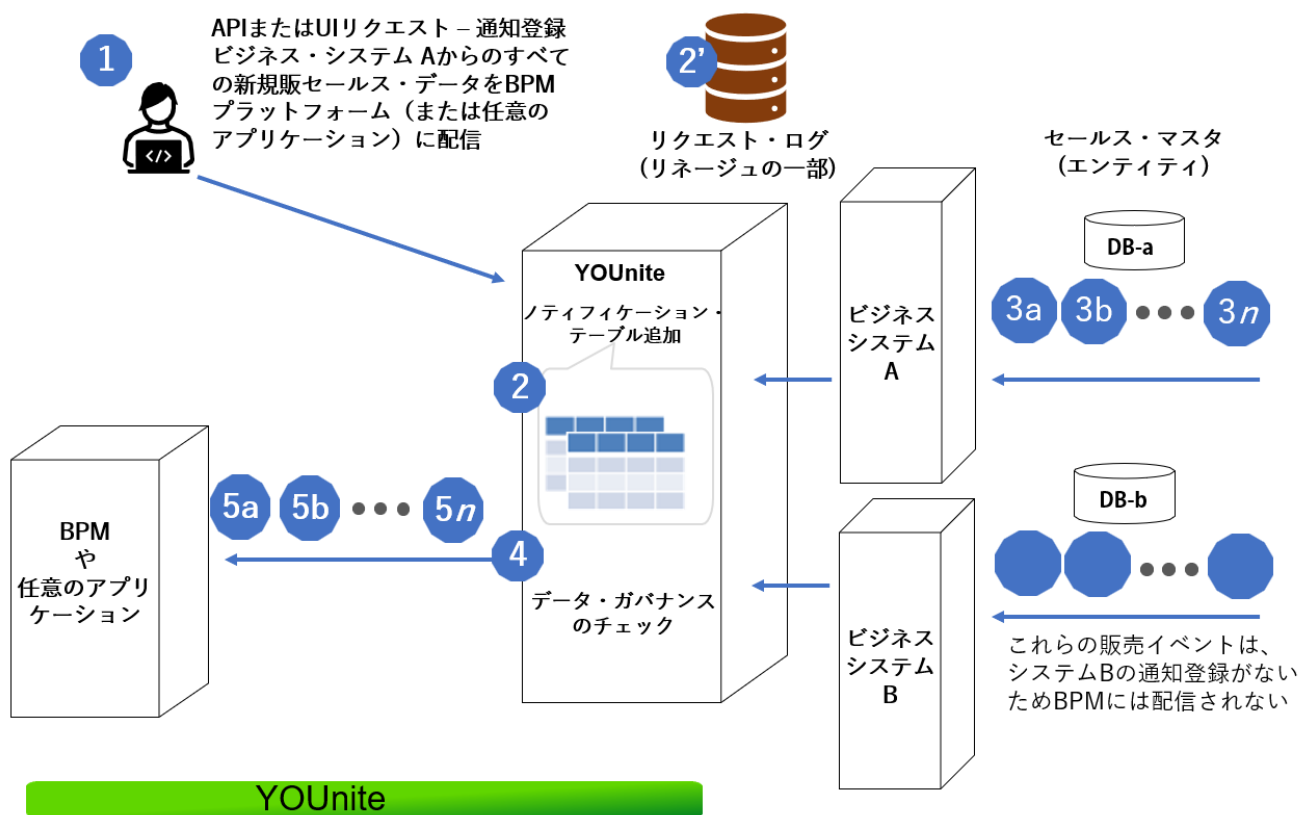 1
APIまたはUIリクエスト – 通知登録
ビジネス・システム Aからのすべて
の新規販セールス・データをBPM
プラットフォーム（または任意の
アプリケーション）に配信
</>
2’
リクエスト・ログ
(リネージュの一部)
セールス・マスタ
(エンティティ)
DB-a
3a 3b ••• 3n
ビジネス
システム
A
YOUnite
ノティフィケーション・
テーブル追加
2
5a 5b ••• 5n
4
BPM
や
任意のアプリ
ケーション
データ・ガバナンス
のチェック
DB-b
•••
ビジネス
システム
B
これらの販売イベントは、
システムBの通知登録がない
ためBPMには配信されない
YOUnite